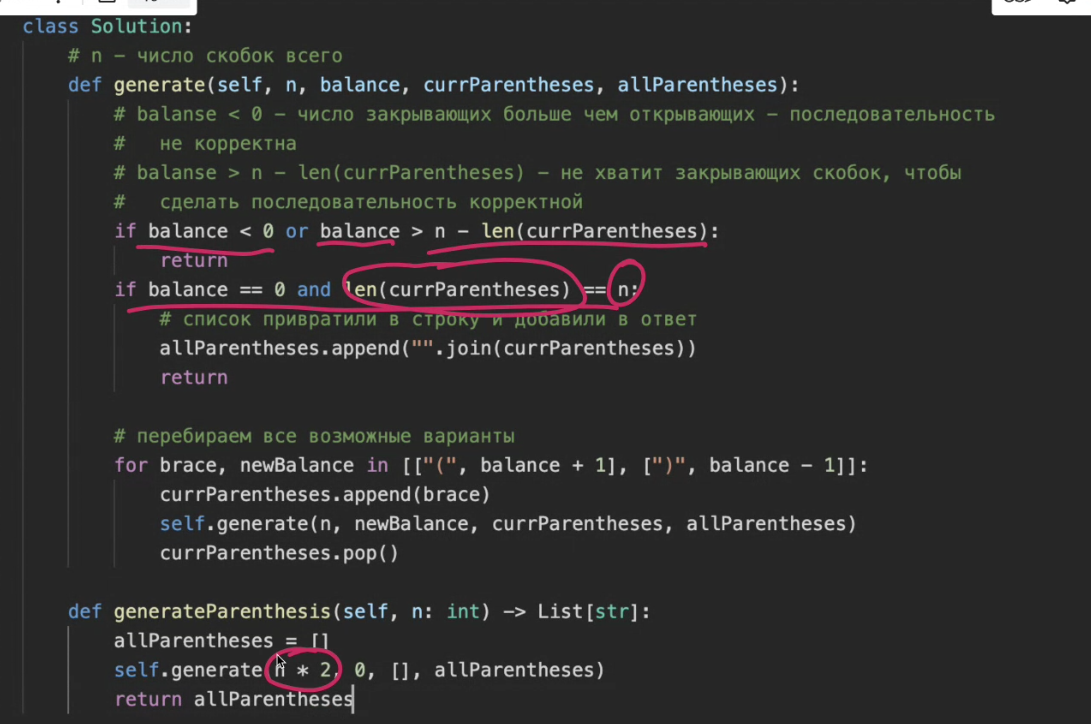 class Solution:
# n – число скобок всего
def generate(self, n, balance, currParentheses, allParentheses):
# balanse < 0 – число закрывающих больше чем открывающих – последовательность
#   не корректна
# balanse > n – len(currParentheses) – не хватит закрывающих скобок, чтобы
#   сделать последовательность корректной
if balance < 0 or balance > n - len(currParentheses):
return
if balance == 0 and len(currParentheses) == n:
# список привратили в строку и добавили в ответ
allParentheses.append("".join(currParentheses))
return
# перебираем все возможные варианты
for brace, newBalance in [["(", balance + 1], [")", balance - 1]]:
currParentheses.append(brace)
self.generate(n, newBalance, currParentheses, allParentheses)
currParentheses.pop()
def generateParenthesis(self, n: int) -> List[str]:
allParentheses = []
self.generate(n * 2, 0, [], allParentheses)
return allParentheses